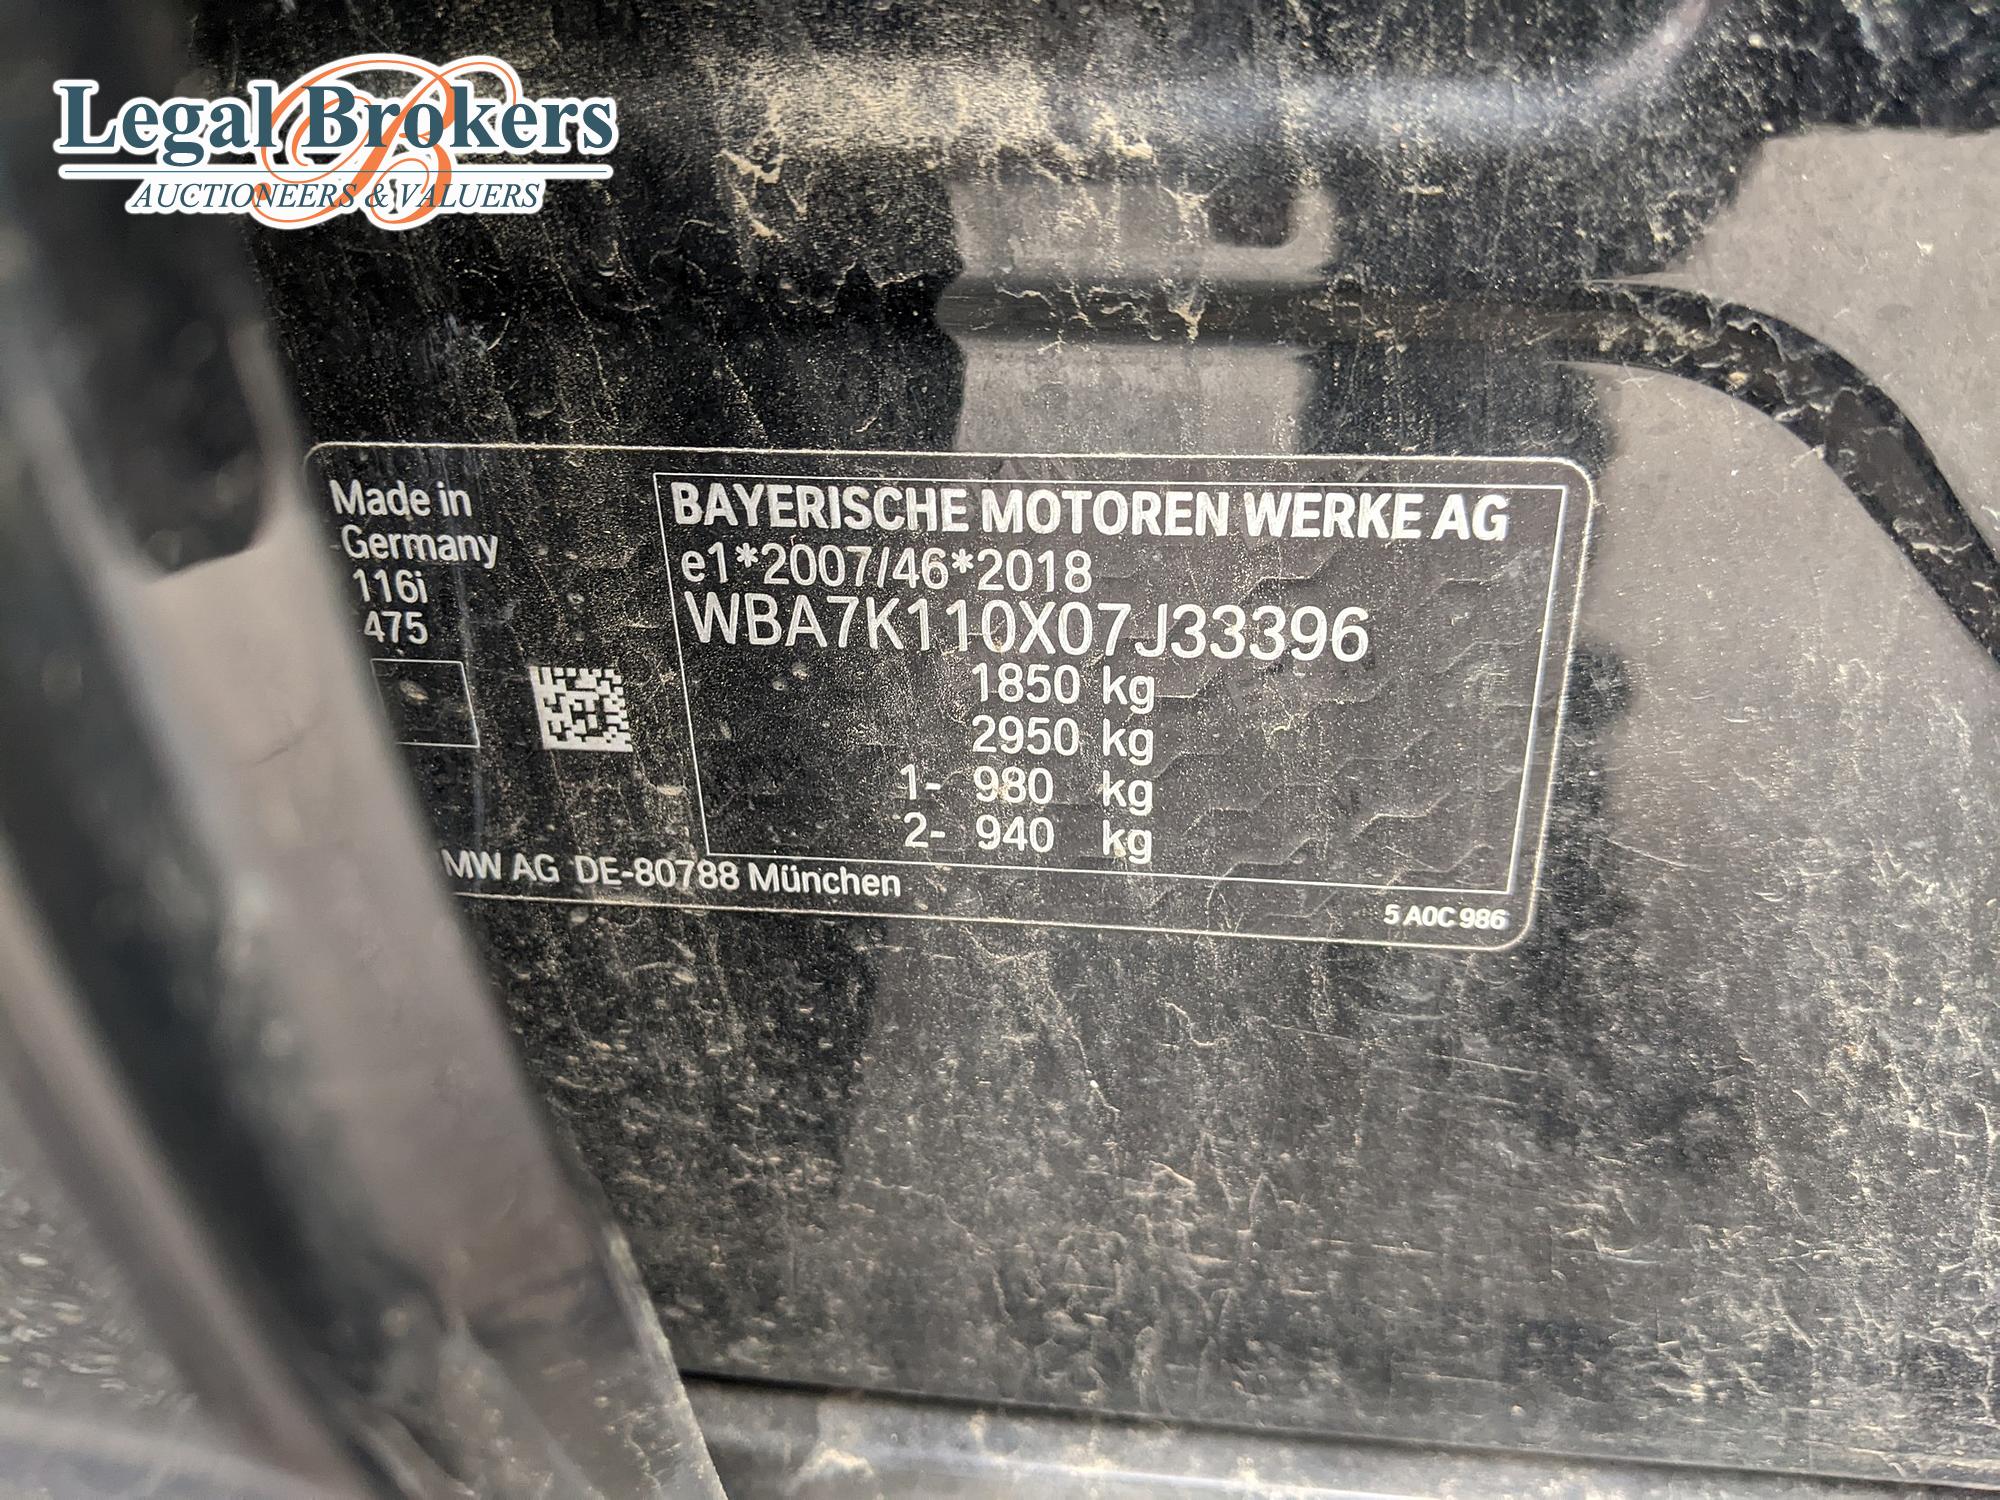 Legal Brokers
AUCTIONEERS & VALUERS
Made in
Germany
116i
475
BAYERISCHE MOTOREN WERKE AG
e1*2007/46*2018
WBA7K110X07J33396
1850 kg
2950 kg
1- 980 kg
2- 940 kg
MW AG DE-80788 München
5 A0C 986